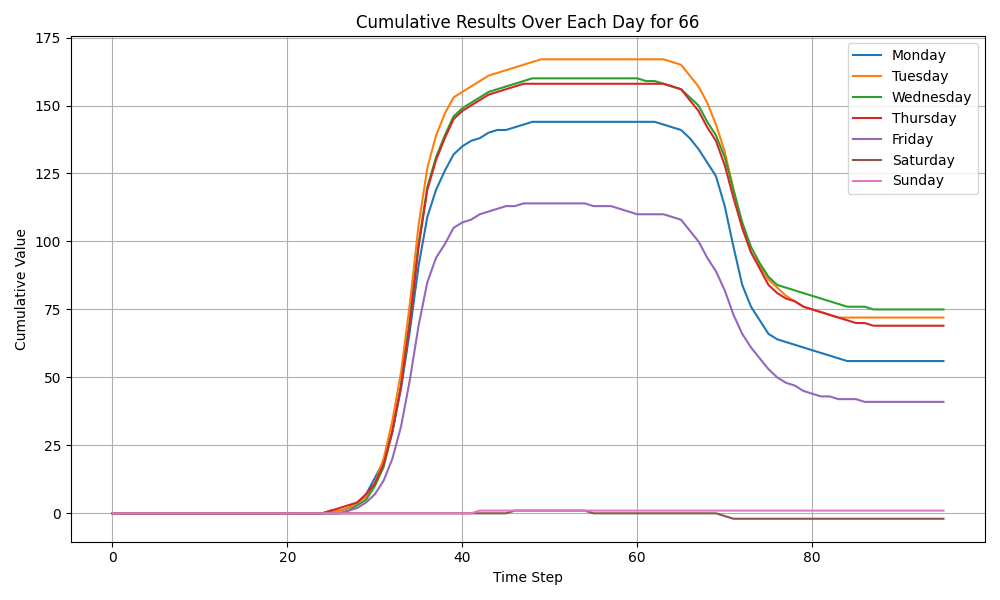 Cumulative Results Over Each Day for 66
Cumulative Value
175
150
125
100
75
50
25
0
0
20
40
60
80
Time Step
Monday
Tuesday
Wednesday
Thursday
Friday
Saturday
Sunday